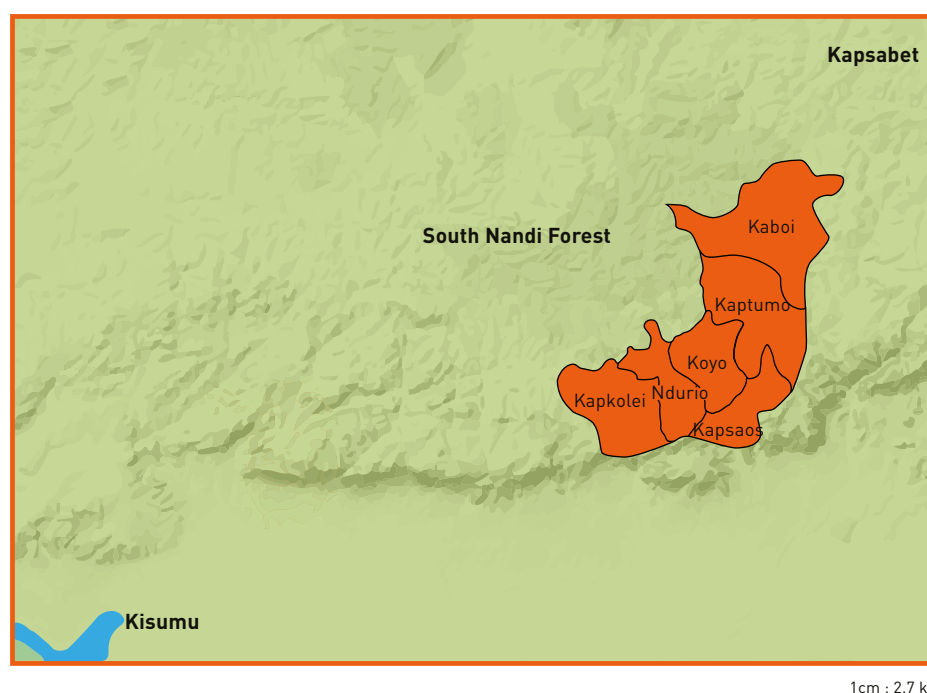 Kapsabet
Kaboi
South Nandi Forest
Kaptumo
Koyo
Ndurio
Kapkolei
Kapsaos
Kisumu
1cm : 2.7 k